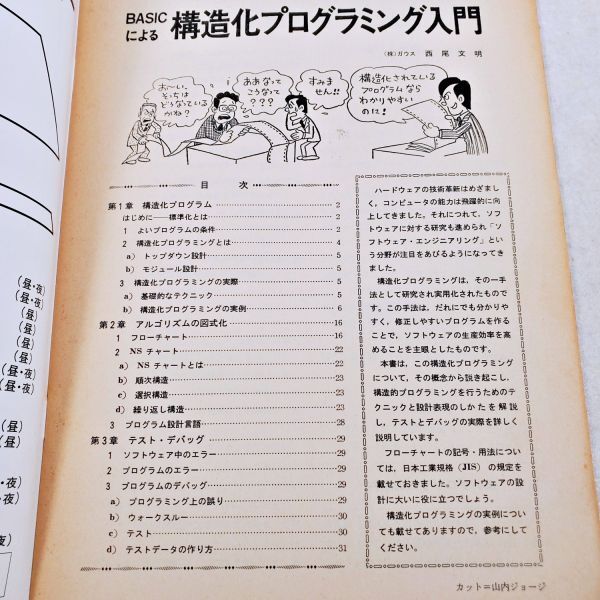 BASIC
による
構造化プログラミング入門
(株)ガウス 西尾文明
お〜い、
そっちは
どうなっている
かね?
ああなって
こうなって
???
すみま
せん!!
構造化されている
プログラムなら
わかりやすい
のに!
目 次
第1章 構造化プログラム 2
はじめに―標準化とは 2
1 よいプログラムの条件 2
2 構造化プログラミングとは 4
a) トップダウン設計 5
b) モジュール設計 5
3 構造化プログラミングの実際 5
a) 基礎的なテクニック 5
b) 構造化プログラミングの実例 6
第2章 アルゴリズムの図式化 16
1 フローチャート 16
2 NSチャート 22
a) NSチャートとは 22
b) 順次構造 23
c) 選択構造 23
d) 繰り返し構造 23
3 プログラム設計言語 28
第3章 テスト・デバッグ 29
1 ソフトウェア中のエラー 29
2 プログラムのエラー 29
3 プログラムのデバッグ 29
a) プログラミング上の誤り 29
b) ウォークスルー 30
c) テスト 30
d) テストデータの作り方 31
ハードウェアの技術革新はめざまし
く、コンピュータの能力は飛躍的に向
上してきました。それにつれて、ソフ
トウェアに対する研究も進められ「ソ
フトウェア・エンジニアリング」とい
う分野が注目をあびるようになってき
ました。
構造化プログラミングは、その一手
法として研究され実用化されたもので
す。この手法は、だれにでも分かりや
すく、修正しやすいプログラムを作る
ことで、ソフトウェアの生産効率を高
めることを主眼としたものです。
本書は、この構造化プログラミング
について、その概念から説き起こし、
構造的プログラミングを行うためのテ
クニックと設計表現のしかたを解説
し、テストとデバッグの実際を詳しく
説明しています。
フローチャートの記号・用法につい
ては、日本工業規格(JIS)の規定を
載せておきました。ソフトウェアの設
計に大いに役に立つでしょう。
構造化プログラミングの実例につい
ても載せてありますので、参考にして
ください。
カット=山内ジョージ
(昼・夜)
(昼・夜)
(昼)
(昼)
(昼)
(昼)
(昼・夜)
(昼・夜)
(昼)
(昼)